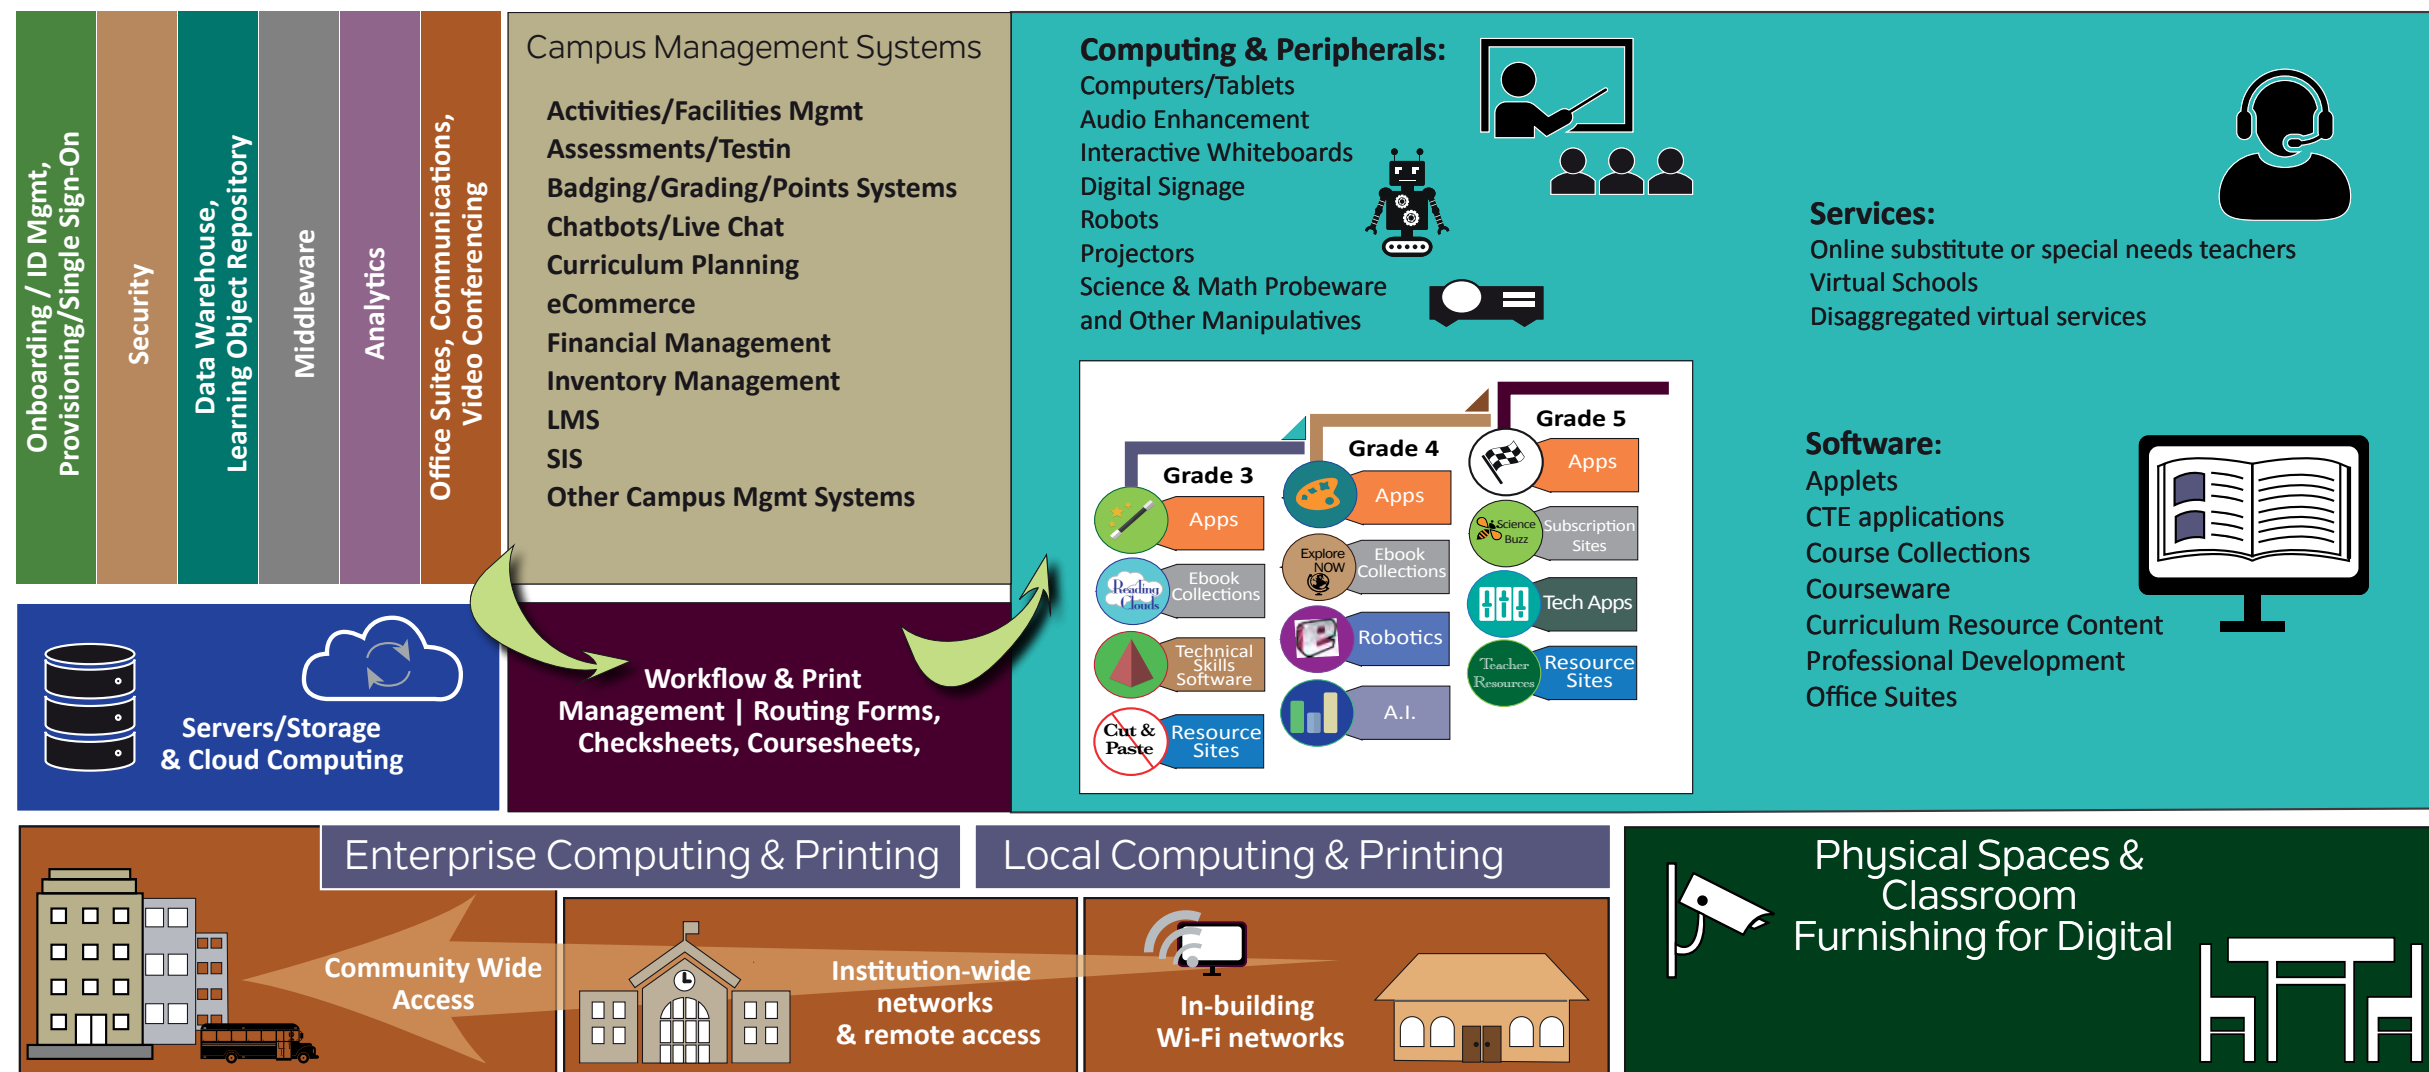 Onboarding / ID Mgmt,
Provisioning/Single Sign-On
Security
Data Warehouse,
Learning Object Repository
Middleware
Analytics
Office Suites, Communications,
Video Conferencing
Campus Management Systems
Activities/Facilities Mgmt
Assessments/Testin
Badging/Grading/Points Systems
Chatbots/Live Chat
Curriculum Planning
eCommerce
Financial Management
Inventory Management
LMS
SIS
Other Campus Mgmt Systems
Servers/Storage
& Cloud Computing
Workflow & Print
Management | Routing Forms,
Checksheets, Coursesheets,
Computing & Peripherals:
Computers/Tablets
Audio Enhancement
Interactive Whiteboards
Digital Signage
Robots
Projectors
Science & Math Probeware
and Other Manipulatives
Grade 3
Apps
Reading
Clouds
Ebook
Collections
Technical
Skills
Software
Cut &
Paste
Resource
Sites
Grade 4
Apps
Explore
NOW
Ebook
Collections
e
Robotics
A.I.
Grade 5
Apps
Science
Buzz
Subscription
Sites
Tech Apps
Teacher
Resources
Resource
Sites
Services:
Online substitute or special needs teachers
Virtual Schools
Disaggregated virtual services
Software:
Applets
CTE applications
Course Collections
Courseware
Curriculum Resource Content
Professional Development
Office Suites
Enterprise Computing & Printing
Local Computing & Printing
Community Wide
Access
Institution-wide
networks
& remote access
In-building
Wi-Fi networks
Physical Spaces &
Classroom
Furnishing for Digital